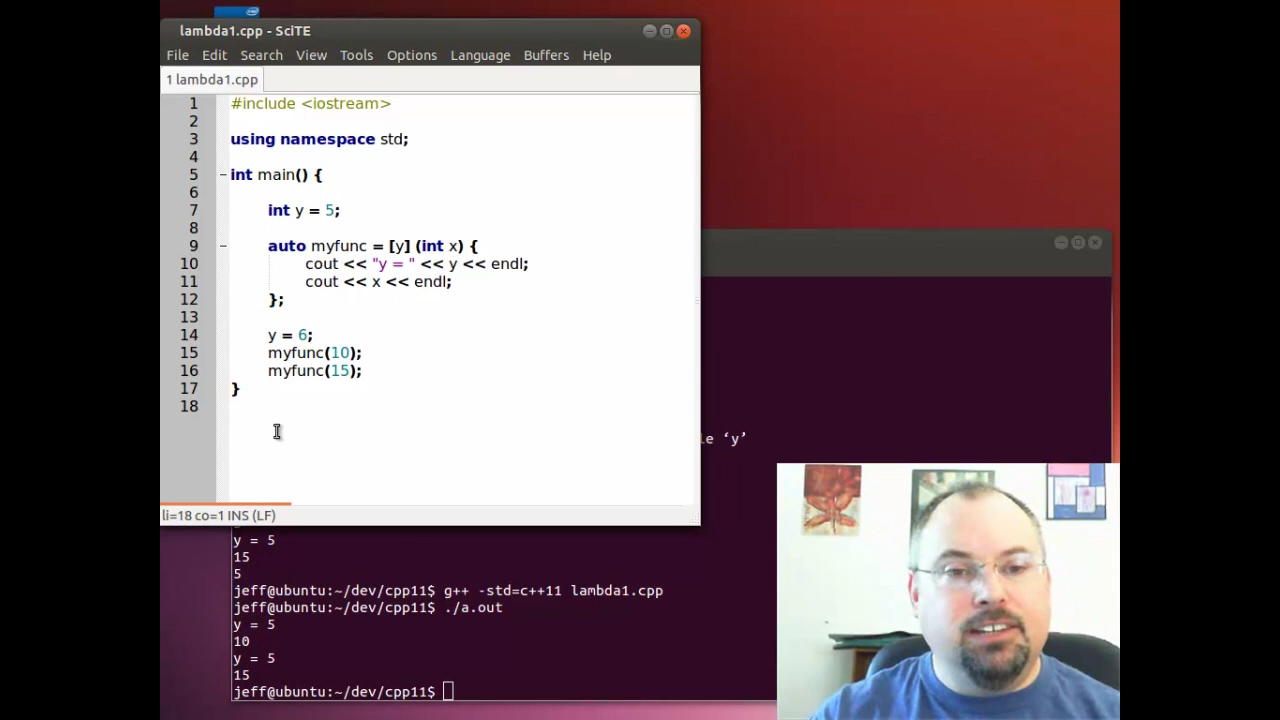 lambda1.cpp - SciTE
File Edit Search View Tools Options Language Buffers Help
1 lambda1.cpp
1 #include <iostream>
2
3 using namespace std;
4
5 int main() {
6
7 int y = 5;
8
9 auto myfunc = [y] (int x) {
10 cout << "y = " << y << endl;
11 cout << x << endl;
12 };
13
14 y = 6;
15 myfunc(10);
16 myfunc(15);
17 }
18
li=18 co=1 INS (LF)
‘y’
y = 5
15
5
jeff@ubuntu:~/dev/cpp11$ g++ -std=c++11 lambda1.cpp
jeff@ubuntu:~/dev/cpp11$ ./a.out
y = 5
10
y = 5
15
jeff@ubuntu:~/dev/cpp11$